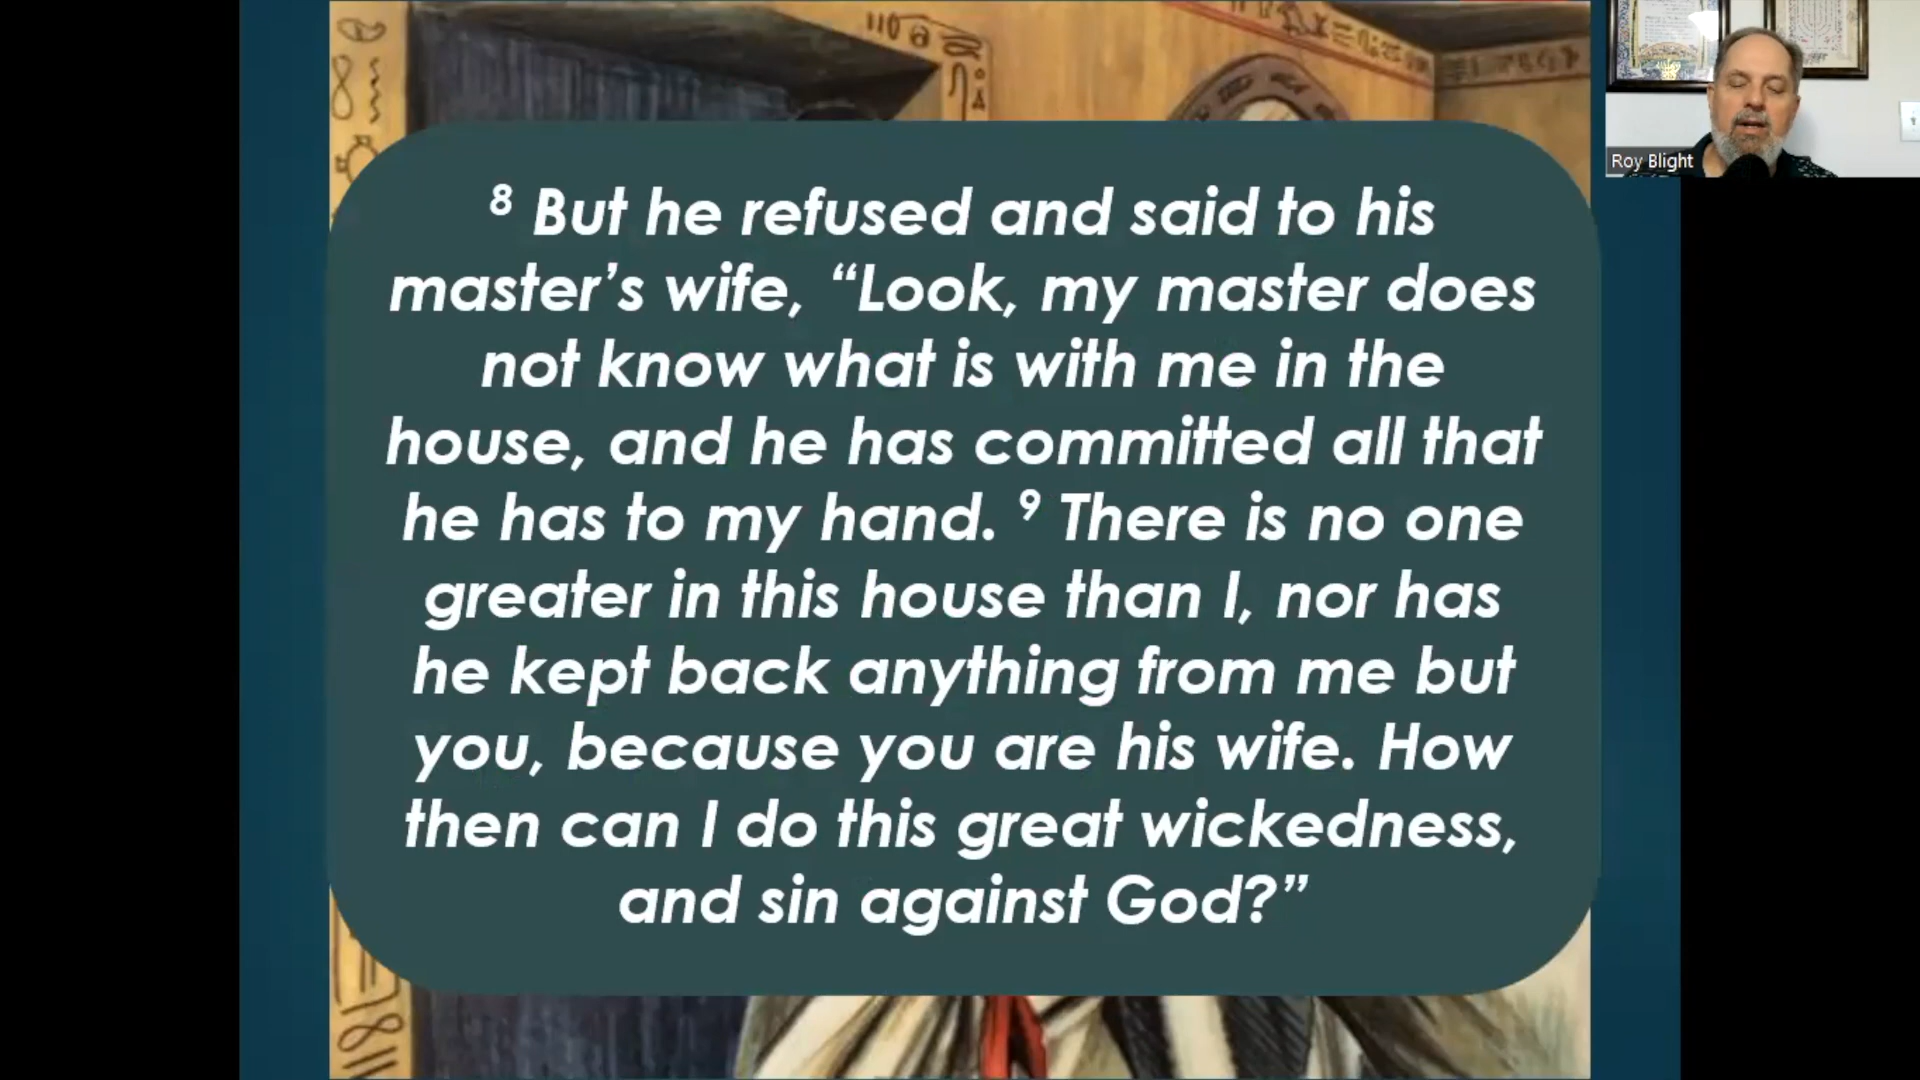 8 But he refused and said to his
master’s wife, “Look, my master does
not know what is with me in the
house, and he has committed all that
he has to my hand. 9 There is no one
greater in this house than I, nor has
he kept back anything from me but
you, because you are his wife. How
then can I do this great wickedness,
and sin against God?”
Roy Blight